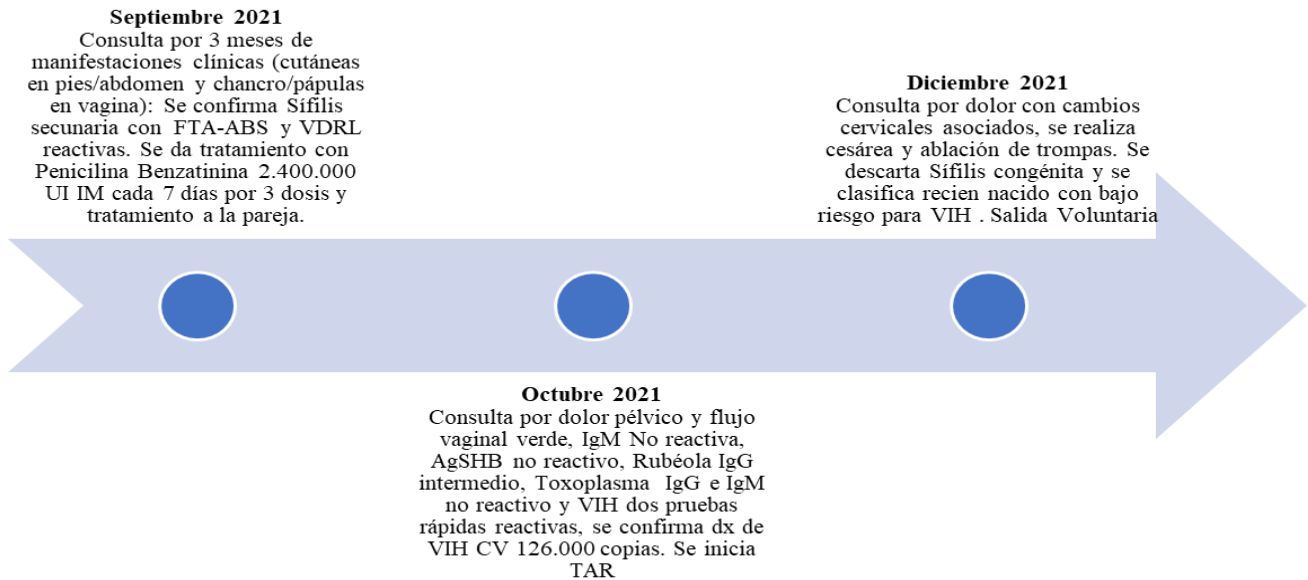 Septiembre 2021
Consulta por 3 meses de
manifestaciones clínicas (cutáneas
en pies/abdomen y chancro/pápulas
en vagina): Se confirma Sífilis
secunaria con FTA-ABS y VDRL
reactivas. Se da tratamiento con
Penicilina Benzatinina 2.400.000
UI IM cada 7 días por 3 dosis y
tratamiento a la pareja.
Octubre 2021
Consulta por dolor pélvico y flujo
vaginal verde, IgM No reactiva,
AgSHB no reactivo, Rubéola IgG
intermedio, Toxoplasma IgG e IgM
no reactivo y VIH dos pruebas
rápidas reactivas, se confirma dx de
VIH CV 126.000 copias. Se inicia
TAR
Diciembre 2021
Consulta por dolor con cambios
cervicales asociados, se realiza
cesárea y ablación de trompas. Se
descarta Sífilis congénita y se
clasifica recien nacido con bajo
riesgo para VIH . Salida Voluntaria